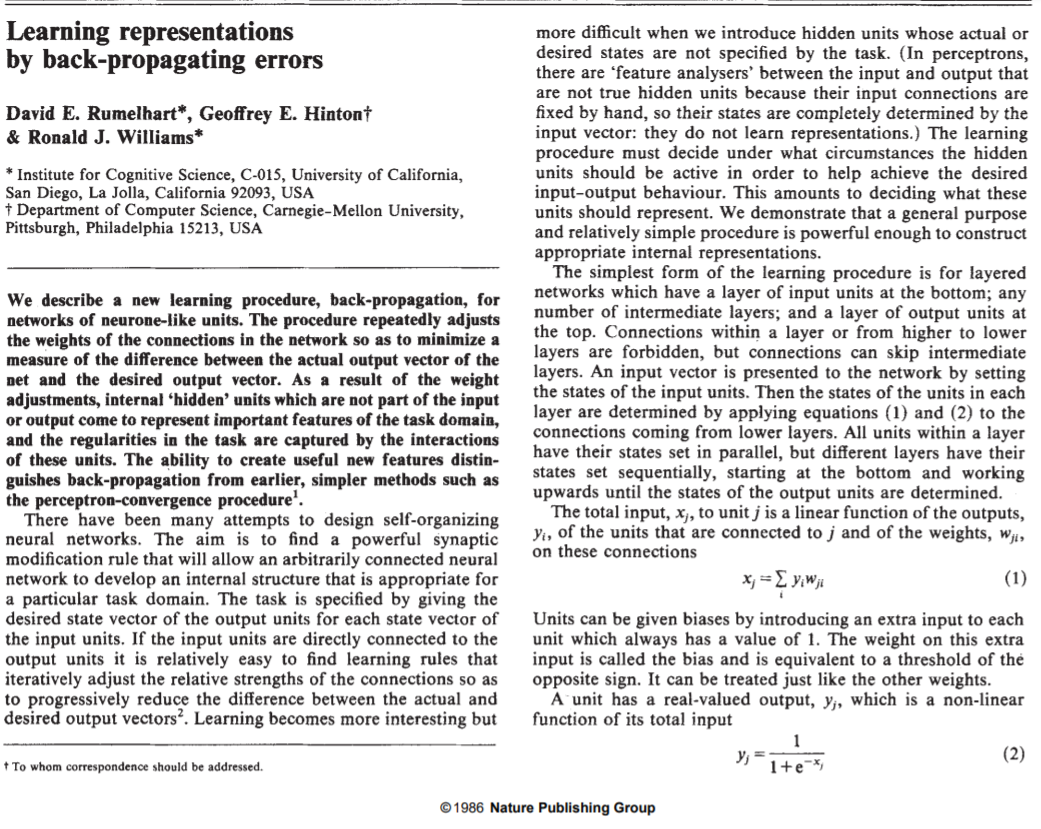 Learning representations
by back-propagating errors
David E. Rumelhart*, Geoffrey E. Hinton†
& Ronald J. Williams*
* Institute for Cognitive Science, C-015, University of California,
San Diego, La Jolla, California 92093, USA
† Department of Computer Science, Carnegie-Mellon University,
Pittsburgh, Philadelphia 15213, USA
We describe a new learning procedure, back-propagation, for
networks of neurone-like units. The procedure repeatedly adjusts
the weights of the connections in the network so as to minimize a
measure of the difference between the actual output vector of the
net and the desired output vector. As a result of the weight
adjustments, internal ‘hidden’ units which are not part of the input
or output come to represent important features of the task domain,
and the regularities in the task are captured by the interactions
of these units. The ability to create useful new features distin-
guishes back-propagation from earlier, simpler methods such as
the perceptron-convergence procedure¹.
There have been many attempts to design self-organizing
neural networks. The aim is to find a powerful synaptic
modification rule that will allow an arbitrarily connected neural
network to develop an internal structure that is appropriate for
a particular task domain. The task is specified by giving the
desired state vector of the output units for each state vector of
the input units. If the input units are directly connected to the
output units it is relatively easy to find learning rules that
iteratively adjust the relative strengths of the connections so as
to progressively reduce the difference between the actual and
desired output vectors². Learning becomes more interesting but
† To whom correspondence should be addressed.
more difficult when we introduce hidden units whose actual or
desired states are not specified by the task. (In perceptrons,
there are ‘feature analysers’ between the input and output that
are not true hidden units because their input connections are
fixed by hand, so their states are completely determined by the
input vector: they do not learn representations.) The learning
procedure must decide under what circumstances the hidden
units should be active in order to help achieve the desired
input-output behaviour. This amounts to deciding what these
units should represent. We demonstrate that a general purpose
and relatively simple procedure is powerful enough to construct
appropriate internal representations.
The simplest form of the learning procedure is for layered
networks which have a layer of input units at the bottom; any
number of intermediate layers; and a layer of output units at
the top. Connections within a layer or from higher to lower
layers are forbidden, but connections can skip intermediate
layers. An input vector is presented to the network by setting
the states of the input units. Then the states of the units in each
layer are determined by applying equations (1) and (2) to the
connections coming from lower layers. All units within a layer
have their states set in parallel, but different layers have their
states set sequentially, starting at the bottom and working
upwards until the states of the output units are determined.
The total input, xⱼ, to unit j is a linear function of the outputs,
yᵢ, of the units that are connected to j and of the weights, wⱼᵢ,
on these connections
xⱼ = ∑ᵢ yᵢwⱼᵢ (1)
Units can be given biases by introducing an extra input to each
unit which always has a value of 1. The weight on this extra
input is called the bias and is equivalent to a threshold of the
opposite sign. It can be treated just like the other weights.
A unit has a real-valued output, yⱼ, which is a non-linear
function of its total input
yⱼ = 1 / (1+e^(−xⱼ)) (2)
©1986 Nature Publishing Group